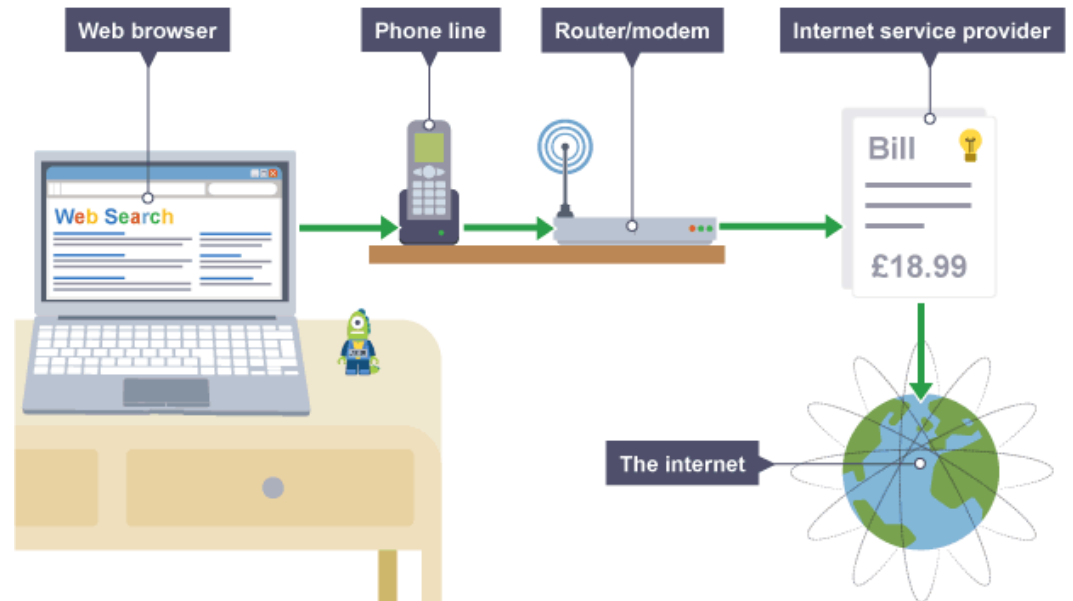 Web browser
Phone line
Router/modem
Internet service provider
Bill
Web Search
£18.99
The internet